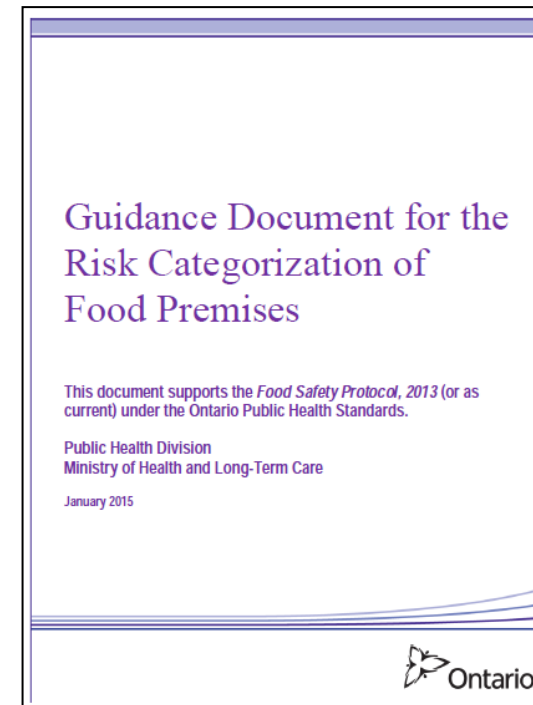 Guidance Document for the
Risk Categorization of
Food Premises
This document supports the Food Safety Protocol, 2013 (or as
current) under the Ontario Public Health Standards.
Public Health Division
Ministry of Health and Long-Term Care
January 2015
Ontario